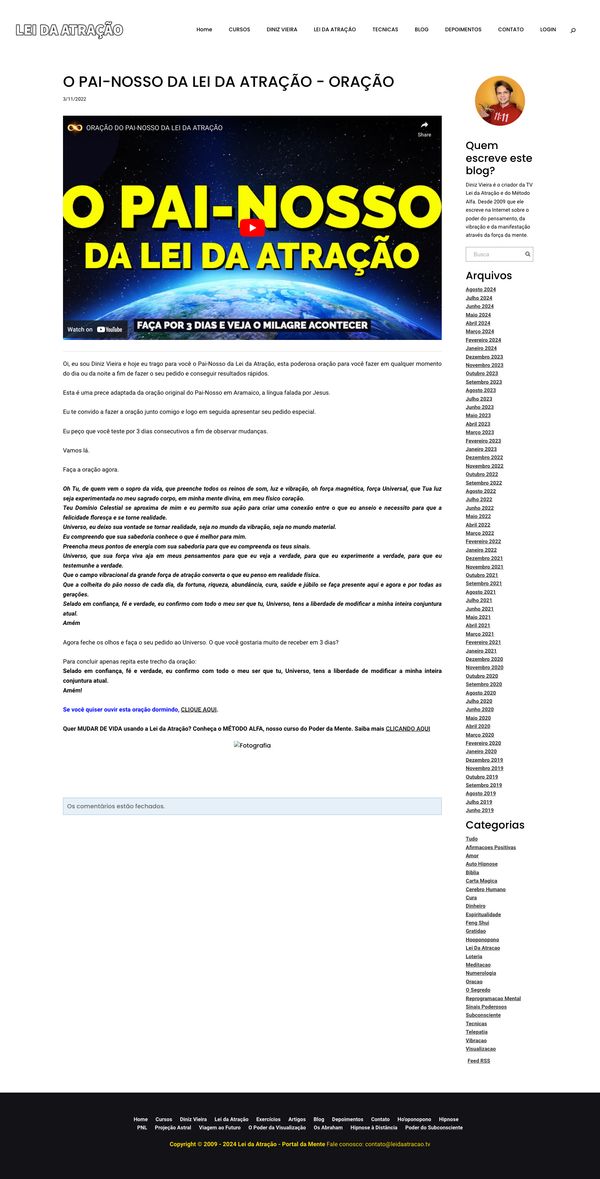 LEI DA ATRAÇÃO
Home CURSOS DINIZ VIEIRA LEI DA ATRAÇÃO TECNICAS BLOG DEPOIMENTOS CONTATO LOGIN
O PAI-NOSSO DA LEI DA ATRAÇÃO - ORAÇÃO
3/11/2022
ORAÇÃO DO PAI-NOSSO DA LEI DA ATRAÇÃO
Share
O PAI-NOSSO
DA LEI DA ATRAÇÃO
FAÇA POR 3 DIAS E VEJA O MILAGRE ACONTECER
Watch on YouTube
Oi, eu sou Diniz Vieira e hoje eu trago para você o Pai-Nosso da Lei da Atração, esta poderosa oração para você fazer em qualquer momento
do dia ou da noite a fim de fazer o seu pedido e conseguir resultados rápidos.
Esta é uma prece adaptada da oração original do Pai-Nosso em Aramaico, a língua falada por Jesus.
Eu te convido a fazer a oração junto comigo e logo em seguida apresentar seu pedido especial.
Eu peço que você teste por 3 dias consecutivos a fim de observar mudanças.
Vamos lá.
Faça a oração agora.
Oh Tu, de quem vem o sopro da vida, que preenche todos os reinos de som, luz e vibração, oh força magnética, força Universal, que Tua luz
seja experimentada no meu sagrado corpo, em minha mente divina, em meu físico coração.
Teu Domínio Celestial se aproxima de mim e eu permito sua ação para criar uma conexão entre o que eu anseio e necessito para que a
felicidade floresça e se torne realidade.
Universo, eu deixo sua vontade se tornar realidade, seja no mundo da vibração, seja no mundo material.
Eu compreendo que sua sabedoria conhece o que é melhor para mim.
Preencha meus pontos de energia com sua sabedoria para que eu compreenda os teus sinais.
Universo, que sua força viva aja em meus pensamentos para que eu veja a verdade, para que eu experimente a verdade, para que eu
testemunhe a verdade.
Que o campo vibracional da grande força de atração converta o que eu penso em realidade física.
Que a colheita do pão nosso de cada dia, da fortuna, riqueza, abundância, cura, saúde e júbilo se faça presente aqui e agora e por todas as
gerações.
Selado em confiança, fé e verdade, eu confirmo com todo o meu ser que tu, Universo, tens a liberdade de modificar a minha inteira conjuntura
atual.
Amém
Agora feche os olhos e faça o seu pedido ao Universo. O que você gostaria muito de receber em 3 dias?
Para concluir apenas repita este trecho da oração:
Selado em confiança, fé e verdade, eu confirmo com todo o meu ser que tu, Universo, tens a liberdade de modificar a minha inteira
conjuntura atual.
Amém!
Se você quiser ouvir esta oração dormindo, CLIQUE AQUI.
Quer MUDAR DE VIDA usando a Lei da Atração? Conheça o MÉTODO ALFA, nosso curso do Poder da Mente. Saiba mais CLICANDO AQUI
Fotografia
Os comentários estão fechados.
11:11
Quem
escreve este
blog?
Diniz Vieira é o criador da TV
Lei da Atração e do Método
Alfa. Desde 2009 que ele
escreve na Internet sobre o
poder do pensamento, da
vibração e da manifestação
através da força da mente.
Busca
Arquivos
Agosto 2024
Julho 2024
Junho 2024
Maio 2024
Abril 2024
Março 2024
Fevereiro 2024
Janeiro 2024
Dezembro 2023
Novembro 2023
Outubro 2023
Setembro 2023
Agosto 2023
Julho 2023
Junho 2023
Maio 2023
Abril 2023
Março 2023
Fevereiro 2023
Janeiro 2023
Dezembro 2022
Novembro 2022
Outubro 2022
Setembro 2022
Agosto 2022
Julho 2022
Junho 2022
Maio 2022
Abril 2022
Março 2022
Fevereiro 2022
Janeiro 2022
Dezembro 2021
Novembro 2021
Outubro 2021
Setembro 2021
Agosto 2021
Julho 2021
Junho 2021
Maio 2021
Abril 2021
Março 2021
Fevereiro 2021
Janeiro 2021
Dezembro 2020
Novembro 2020
Outubro 2020
Setembro 2020
Agosto 2020
Julho 2020
Junho 2020
Maio 2020
Abril 2020
Março 2020
Fevereiro 2020
Janeiro 2020
Dezembro 2019
Novembro 2019
Outubro 2019
Setembro 2019
Agosto 2019
Julho 2019
Junho 2019
Categorias
Tudo
Afirmacoes Positivas
Amor
Auto Hipnose
Biblia
Carta Magica
Cerebro Humano
Cura
Dinheiro
Espiritualidade
Feng Shui
Gratidao
Hooponopono
Lei Da Atracao
Loteria
Meditacao
Numerologia
Oracao
O Segredo
Reprogramacao Mental
Sinais Poderosos
Subconsciente
Tecnicas
Telepatia
Vibracao
Visualizacao
Feed RSS
Home Cursos Diniz Vieira Lei da Atração Exercícios Artigos Blog Depoimentos Contato Ho'oponopono Hipnose
PNL Projeção Astral Viagem ao Futuro O Poder da Visualização Os Abraham Hipnose à Distância Poder do Subconsciente
Copyright © 2009 - 2024 Lei da Atração - Portal da Mente Fale conosco: contato@leidaatracao.tv